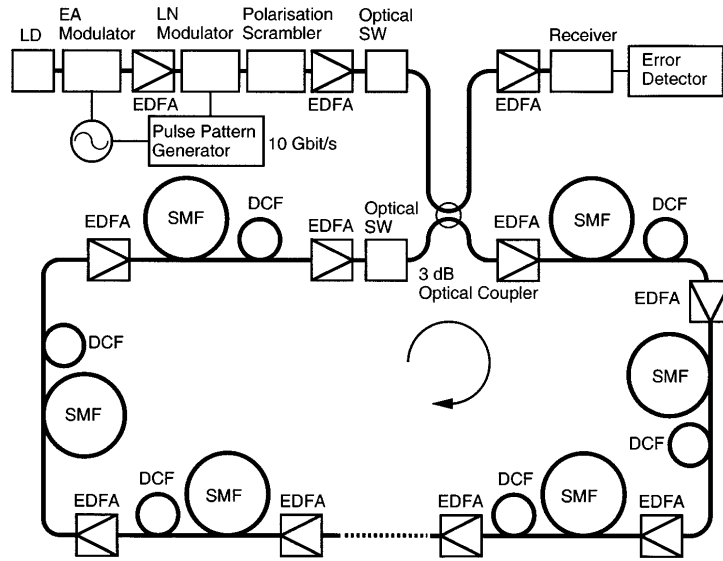 LD
EA
Modulator
LN
Modulator
Polarisation
Scrambler
Optical
SW
Receiver
Error
Detector
EDFA
EDFA
EDFA
Pulse Pattern
Generator
10 Gbit/s
EDFA
SMF
DCF
EDFA
Optical
SW
3 dB
Optical Coupler
EDFA
SMF
DCF
EDFA
DCF
SMF
SMF
DCF
EDFA
DCF
SMF
EDFA
EDFA
DCF
SMF
EDFA